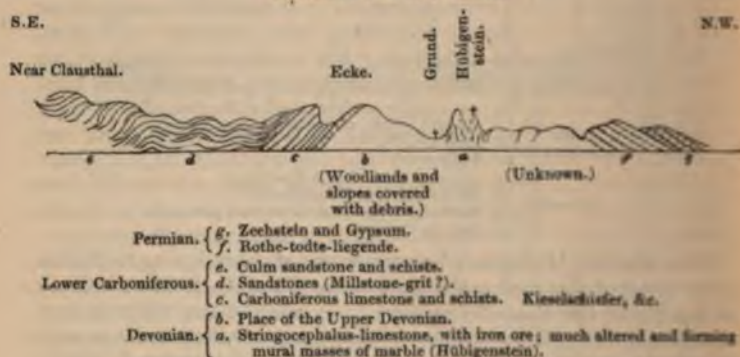 S.E. N.W.
Near Clausthal. Ecke. Grund. Hübigen-stein.
e d c b a f g
(Woodlands and slopes covered with debris.) (Unknown.)
Permian. { g. Zechstein and Gypsum.
f. Rothe-todte-liegende.
Lower Carboniferous. { e. Culm sandstone and schists.
d. Sandstones (Millstone-grit ?).
c. Carboniferous limestone and schists. Kieselschiefer, &c.
Devonian. { b. Place of the Upper Devonian.
a. Stringocephalus-limestone, with iron ore; much altered and forming
mural masses of marble (Hübigenstein).